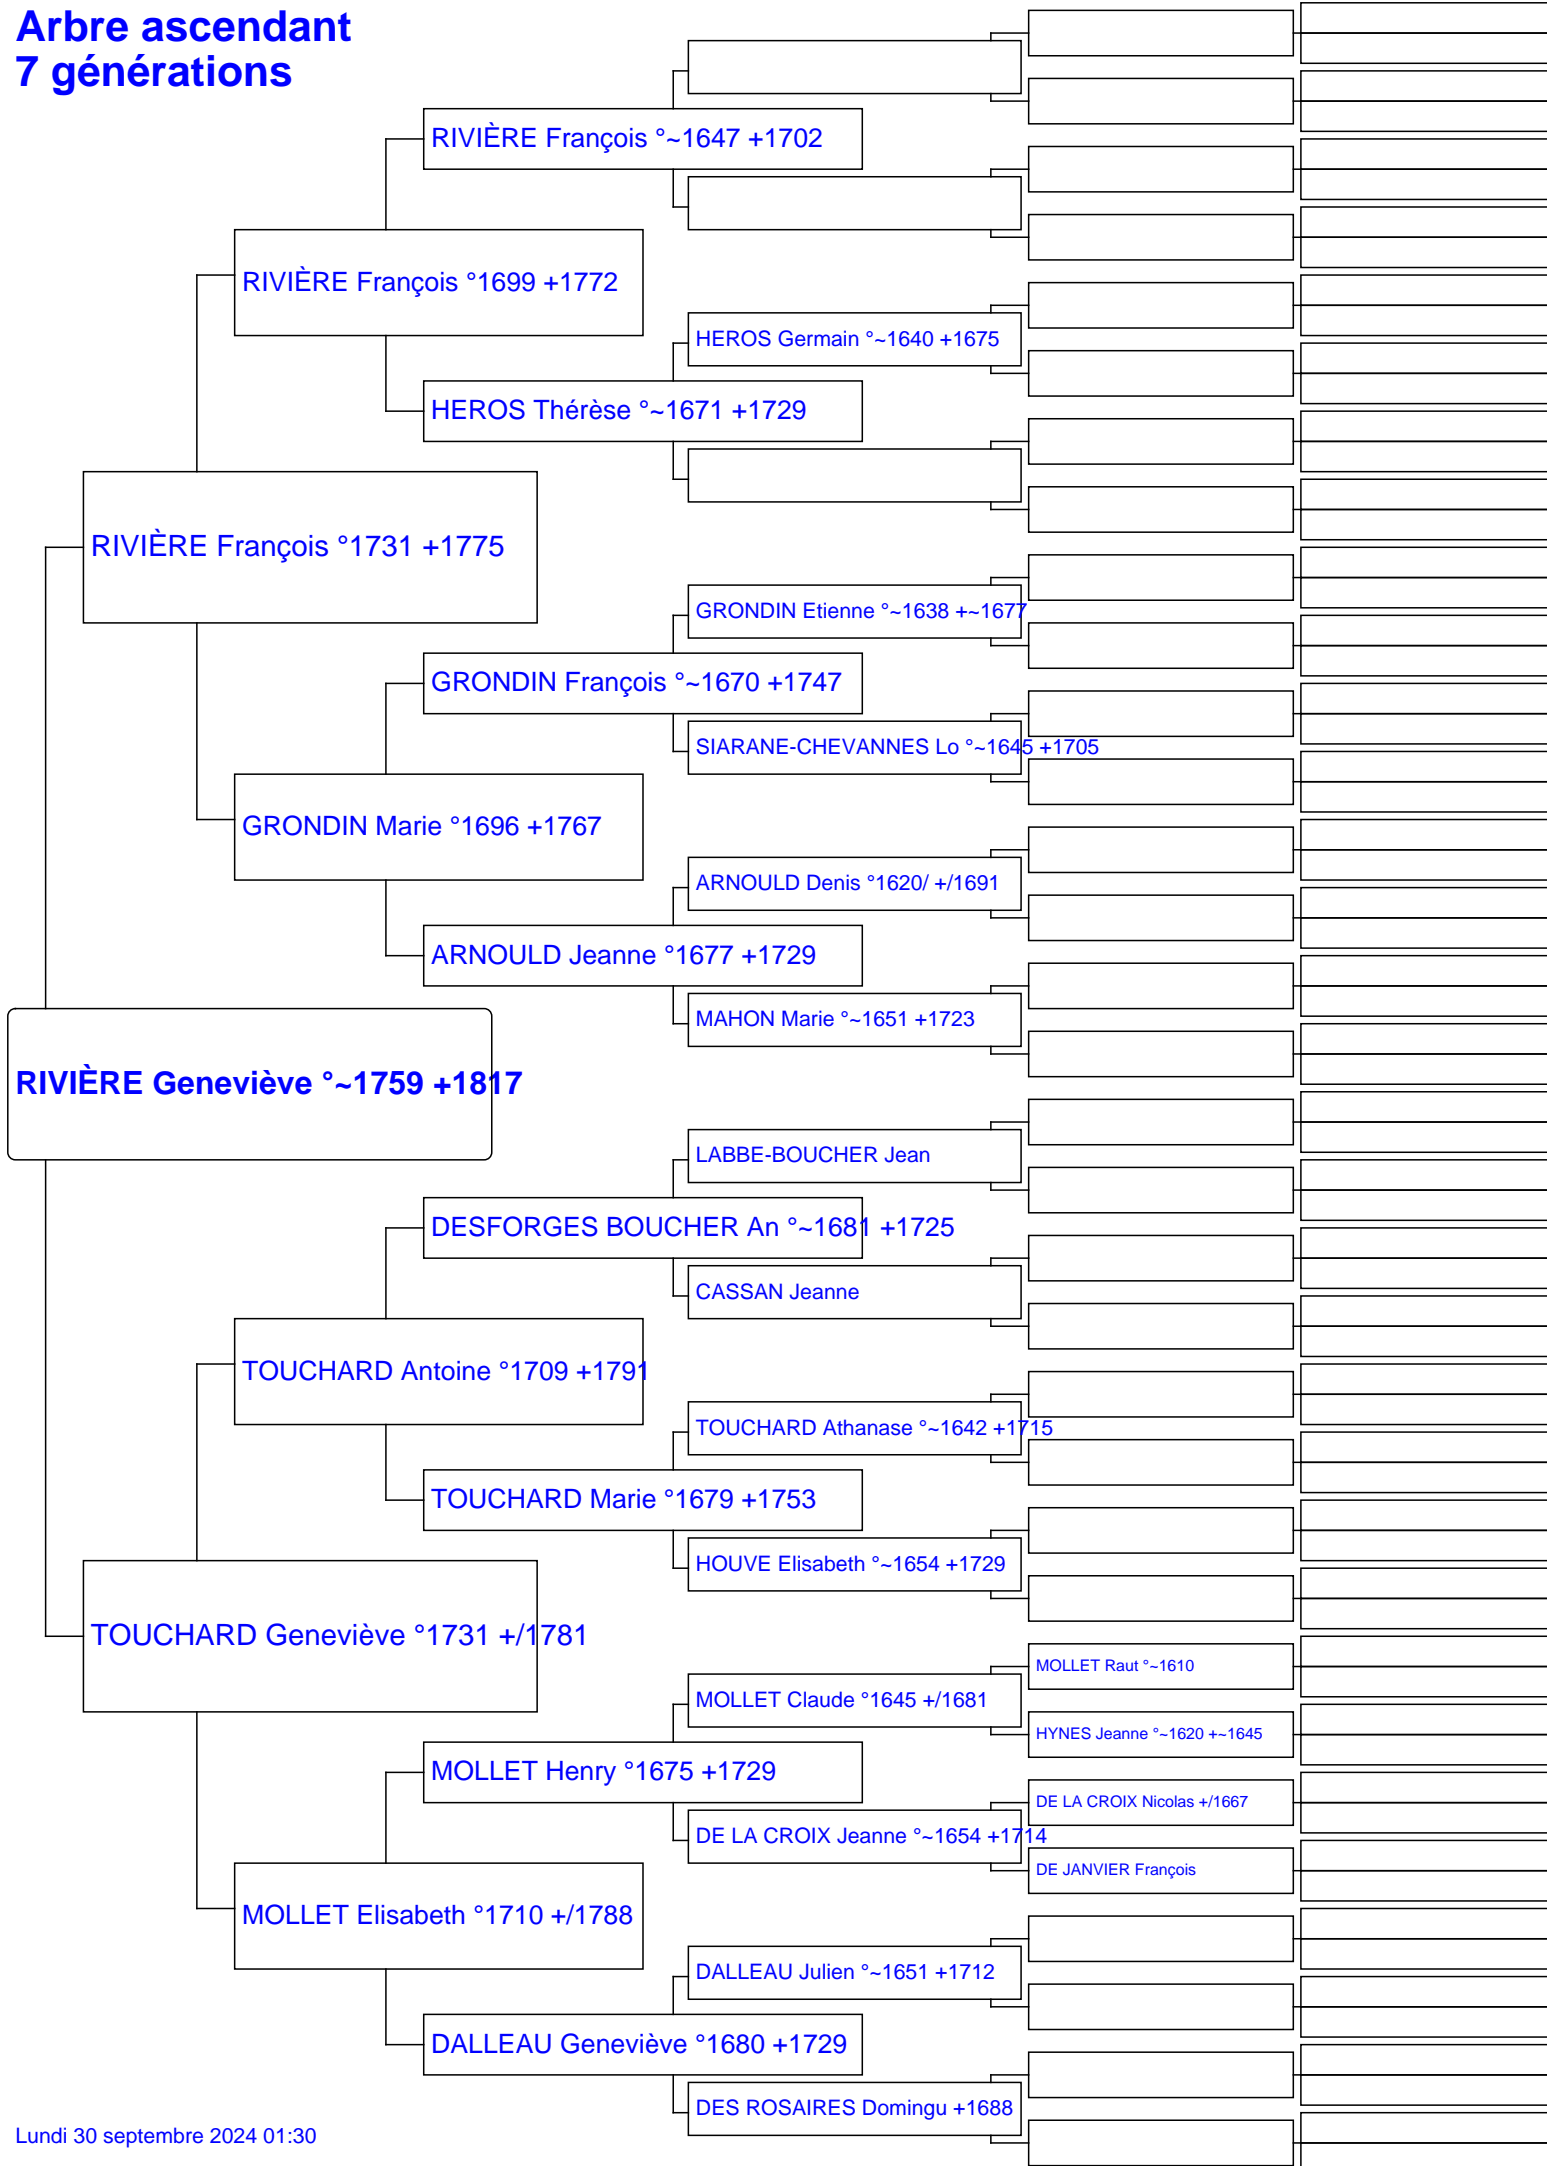 Arbre ascendant
7 générations
RIVIÈRE François °~1647 +1702
RIVIÈRE François °1699 +1772
HEROS Germain °~1640 +1675
HEROS Thérèse °~1671 +1729
RIVIÈRE François °1731 +1775
GRONDIN Etienne °~1638 +~1677
GRONDIN François °~1670 +1747
SIARANE-CHEVANNES Lo °~1645 +1705
GRONDIN Marie °1696 +1767
ARNOULD Denis °1620/ +/1691
ARNOULD Jeanne °1677 +1729
MAHON Marie °~1651 +1723
RIVIÈRE Geneviève °~1759 +1817
LABBE-BOUCHER Jean
DESFORGES BOUCHER An °~1681 +1725
CASSAN Jeanne
TOUCHARD Antoine °1709 +1791
TOUCHARD Athanase °~1642 +1715
TOUCHARD Marie °1679 +1753
HOUVE Elisabeth °~1654 +1729
TOUCHARD Geneviève °1731 +/1781
MOLLET Raut °~1610
MOLLET Claude °1645 +/1681
HYNES Jeanne °~1620 +~1645
MOLLET Henry °1675 +1729
DE LA CROIX Nicolas +/1667
DE LA CROIX Jeanne °~1654 +1714
DE JANVIER François
MOLLET Elisabeth °1710 +/1788
DALLEAU Julien °~1651 +1712
DALLEAU Geneviève °1680 +1729
DES ROSAIRES Domingu +1688
Lundi 30 septembre 2024 01:30